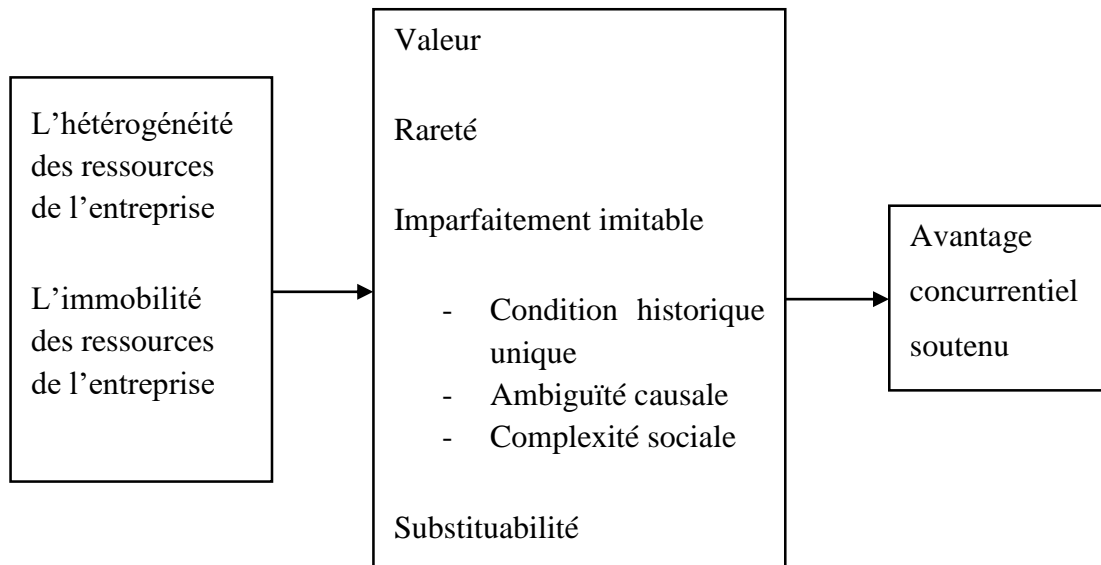 L’hétérogénéité
des ressources
de l’entreprise
L’immobilité
des ressources
de l’entreprise
Valeur
Rareté
Imparfaitement imitable
- Condition historique
unique
- Ambiguïté causale
- Complexité sociale
Substituabilité
Avantage
concurrentiel
soutenu